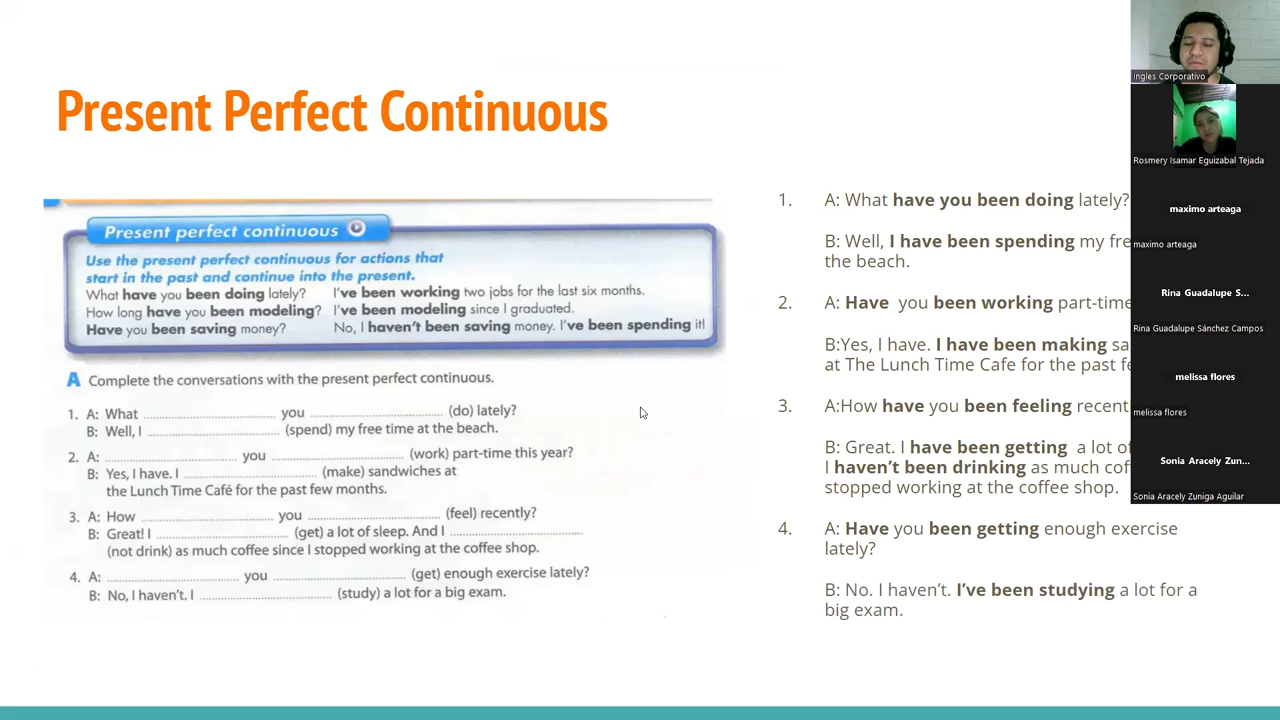 Present Perfect Continuous
Present perfect continuous
Use the present perfect continuous for actions that
start in the past and continue into the present.
What have you been doing lately? I've been working two jobs for the last six months.
How long have you been modeling? I've been modeling since I graduated.
Have you been saving money? No, I haven't been saving money. I've been spending it!
A Complete the conversations with the present perfect continuous.
1. A: What ........ you ........ (do) lately?
B: Well, I ........ (spend) my free time at the beach.
2. A: ........ you ........ (work) part-time this year?
B: Yes, I have. I ........ (make) sandwiches at
the Lunch Time Café for the past few months.
3. A: How ........ you ........ (feel) recently?
B: Great! I ........ (get) a lot of sleep. And I ........
(not drink) as much coffee since I stopped working at the coffee shop.
4. A: ........ you ........ (get) enough exercise lately?
B: No, I haven't. I ........ (study) a lot for a big exam.
1. A: What have you been doing lately?
B: Well, I have been spending my
the beach.
2. A: Have you been working part-time
B:Yes, I have. I have been making
at The Lunch Time Cafe for the past
3. A:How have you been feeling
B: Great. I have been getting a lot
I haven't been drinking as much
stopped working at the coffee shop.
4. A: Have you been getting enough exercise
lately?
B: No. I haven't. I've been studying a lot for a
big exam.
Ingles Corporativo
Rosmery Isamar Eguizabal Tejada
maximo arteaga
maximo arteaga
Rina Guadalupe S...
Rina Guadalupe Sánchez Campos
melissa flores
melissa flores
Sonia Aracely Zun...
Sonia Aracely Zuniga Aguilar